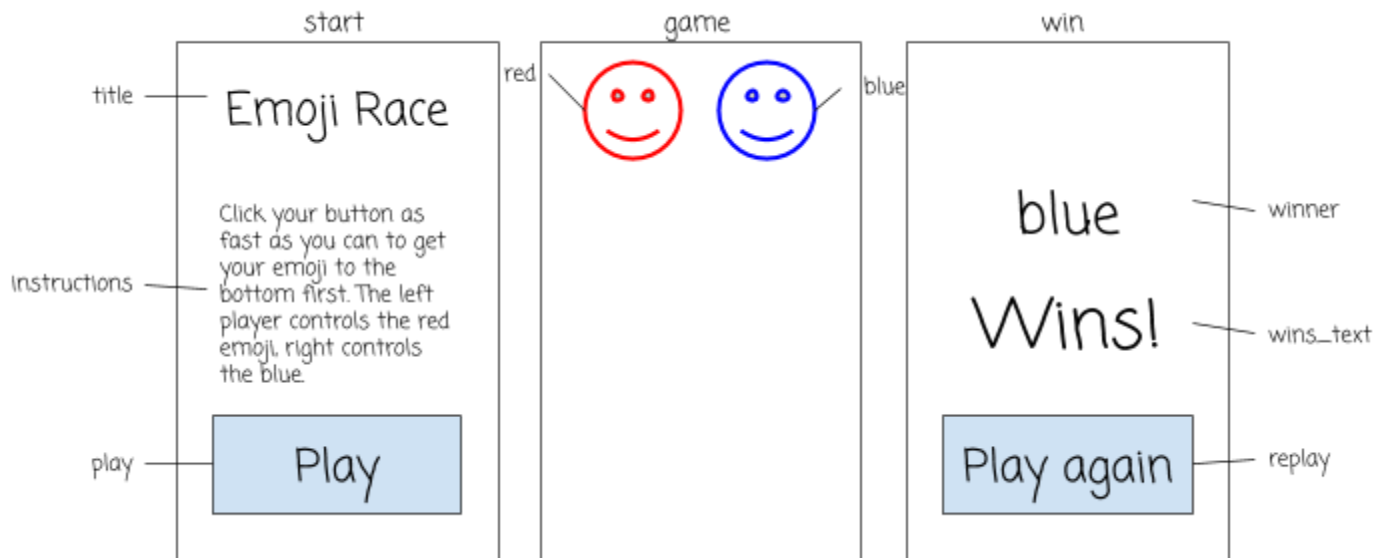 start
game
win
title
Emoji Race
red
blue
Click your button as
fast as you can to get
your emoji to the
bottom first. The left
player controls the red
emoji, right controls
the blue.
instructions
play
Play
blue
winner
Wins!
wins_text
Play again
replay